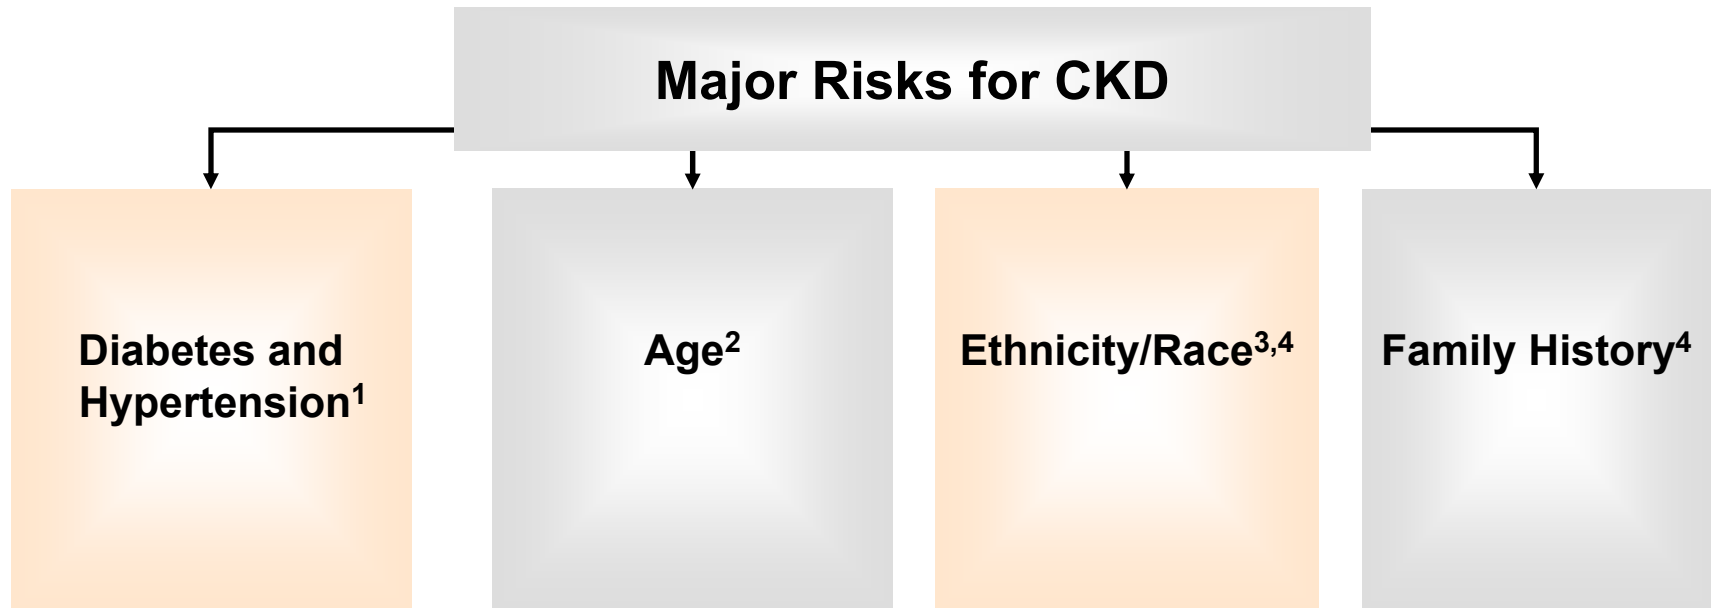 Major Risks for CKD
Diabetes and
Hypertension¹
Age²
Ethnicity/Race³,⁴
Family History⁴